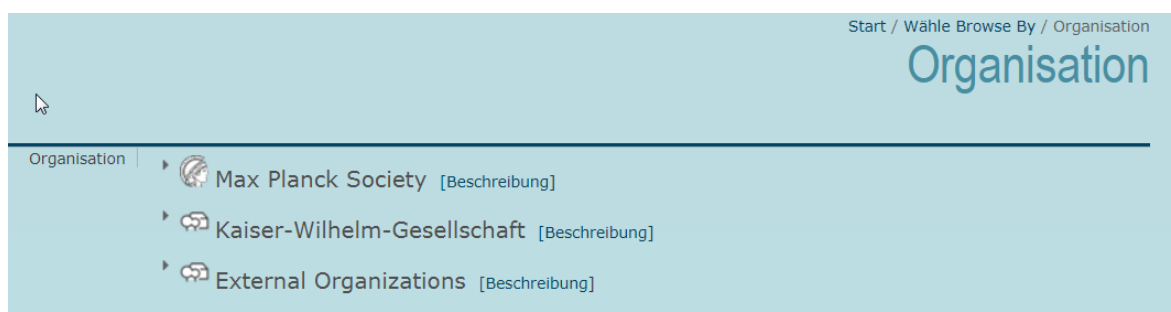 Start / Wähle Browse By / Organisation
Organisation
Organisation
Max Planck Society [Beschreibung]
Kaiser-Wilhelm-Gesellschaft [Beschreibung]
External Organizations [Beschreibung]